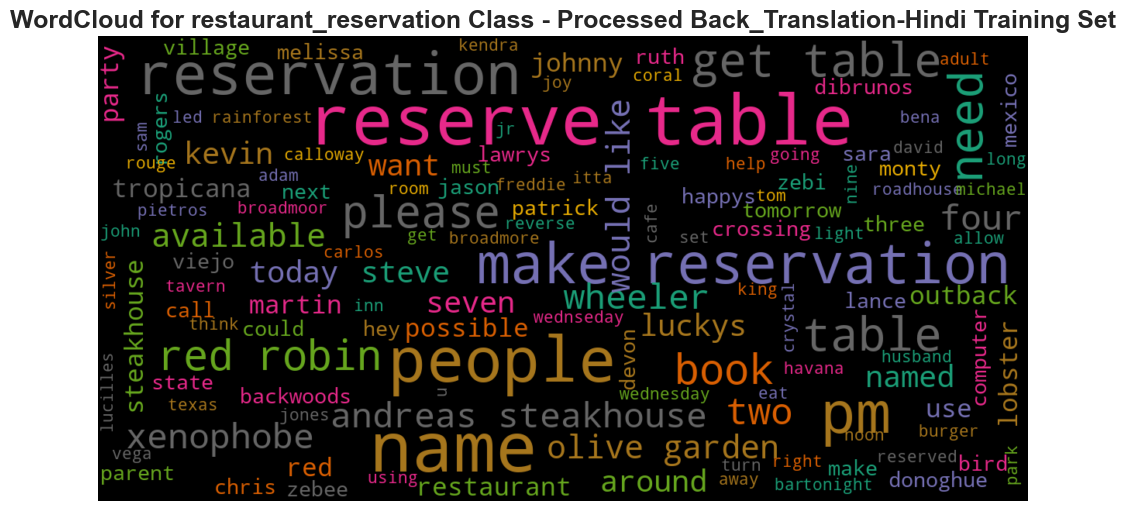 WordCloud for restaurant_reservation Class - Processed Back_Translation-Hindi Training Set
village
melissa
kendra
johnny
joy
ruth
coral
get table
adult
party
reservation
dibrunos
mexico
need
reserve table
sam
rogers
led
rainforest
jr
would like
bena
rouge
kevin
calloway
want
must
lawrys
five
help
going
sara
david
long
adam
tropicana
next
room
jason
freddie
itta
zebi
nine
monty
roadhouse
michael
happys
tom
pietros
broadmoor
please
patrick
reverse
cafe
set
tomorrow
crossing
light
three
four
allow
john
available
get
broadmore
carlos
silver
viejo
tavern
today
steve
make reservation
steakhouse
call
martin
inn
seven
wheeler
king
crystal
lance
outback
think
could
hey
possible
wednseday
luckys
table
computer
lobster
red robin
people
devon
book
havana
husband
named
lucilles
state
texas
backwoods
jones
u
wednesday
eat
andreas steakhouse
two
pm
use
burger
noon
xenophobe
vega
name
olive garden
park
parent
red
chris
zebee
using
restaurant
around
turn
away
right
make
bartonight
reserved
bird
donoghue